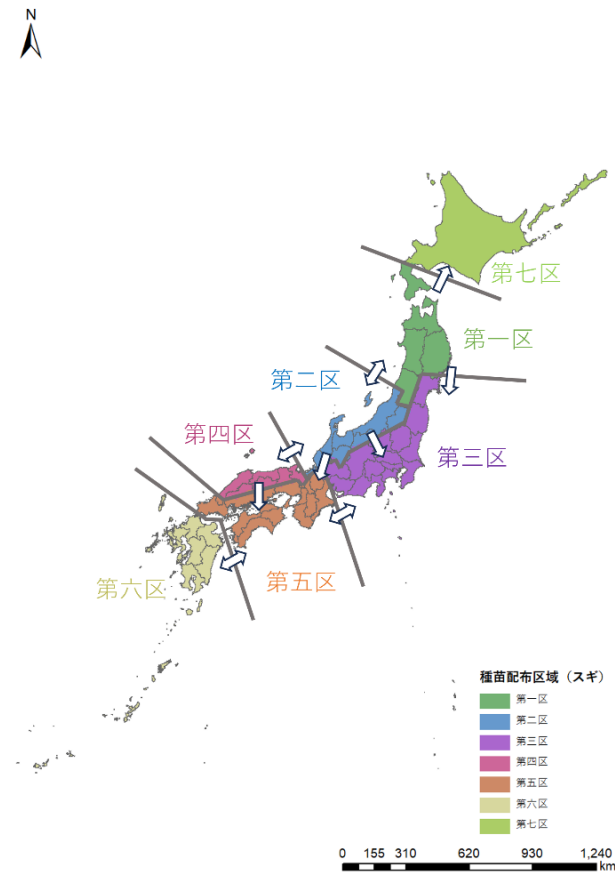 N
第七区
第一区
第二区
第四区
第三区
第六区
第五区
種苗配布区域（スギ）
第一区
第二区
第三区
第四区
第五区
第六区
第七区
0 155 310 620 930 1,240
km